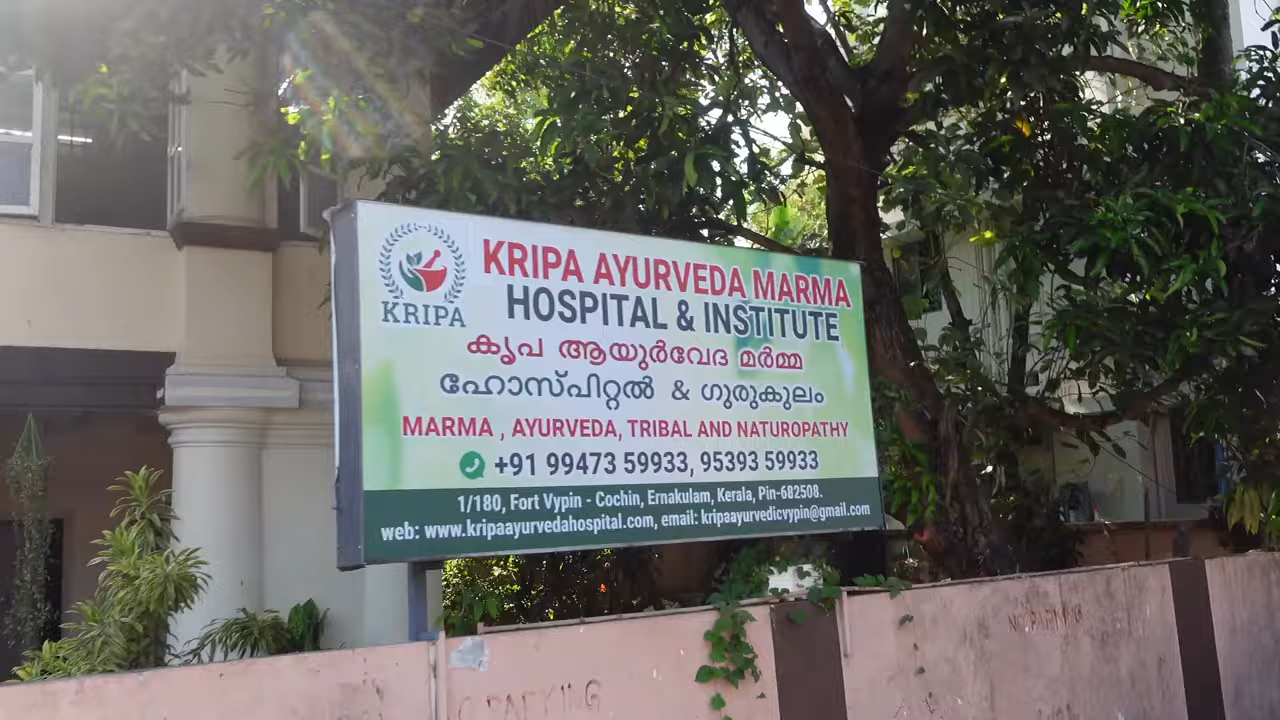 KRIPA
KRIPA AYURVEDA MARMA
HOSPITAL & INSTITUTE
കൃപ ആയുർവേദ മർമ്മ
ഹോസ്പിറ്റൽ & ഗുരുകുലം
MARMA , AYURVEDA, TRIBAL AND NATUROPATHY
+91 99473 59933, 95393 59933
1/180, Fort Vypin - Cochin, Ernakulam, Kerala, Pin-682508.
web: www.kripaayurvedahospital.com, email: kripaayurvedicvypin@gmail.com
NO PARKING
PARKING